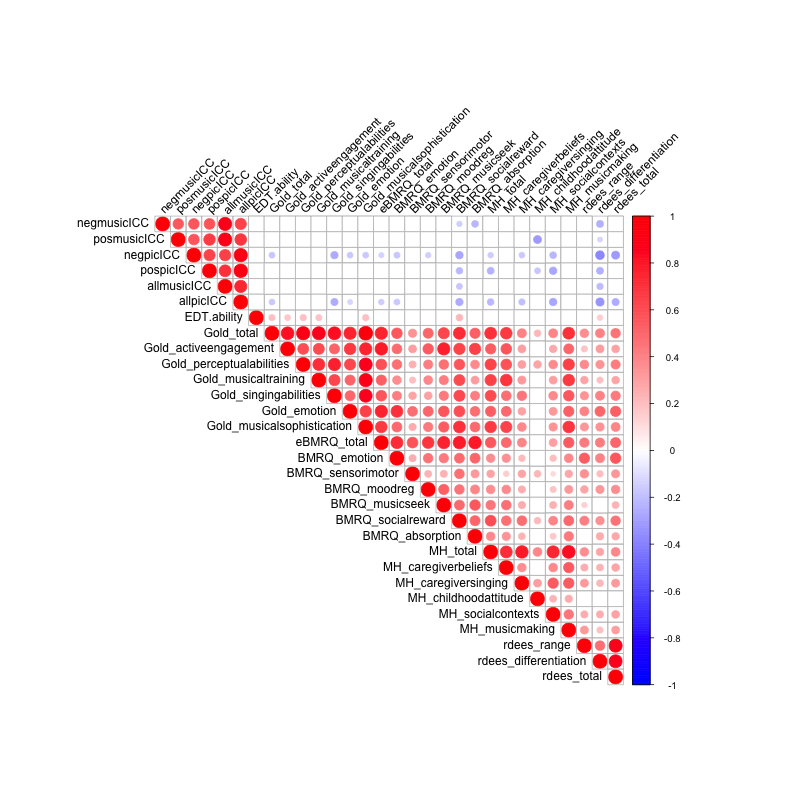 negmusicICC
posmusicICC
negpicICC
pospicICC
allmusicICC
allpicICC
EDT.ability
Gold_total
Gold_activeengagement
Gold_perceptualabilities
Gold_musicaltraining
Gold_singingabilities
Gold_emotion
Gold_musicalsophistication
eBMRQ_total
BMRQ_emotion
BMRQ_sensorimotor
BMRQ_moodreg
BMRQ_musicseek
BMRQ_socialreward
BMRQ_absorption
MH_total
MH_caregiverbeliefs
MH_caregiversinging
MH_childhoodattitude
MH_socialcontexts
MH_musicmaking
rdees_range
rdees_differentiation
rdees_total
negmusicICC
posmusicICC
negpicICC
pospicICC
allmusicICC
allpicICC
EDT.ability
Gold_total
Gold_activeengagement
Gold_perceptualabilities
Gold_musicaltraining
Gold_singingabilities
Gold_emotion
Gold_musicalsophistication
eBMRQ_total
BMRQ_emotion
BMRQ_sensorimotor
BMRQ_moodreg
BMRQ_musicseek
BMRQ_socialreward
BMRQ_absorption
MH_total
MH_caregiverbeliefs
MH_caregiversinging
MH_childhoodattitude
MH_socialcontexts
MH_musicmaking
rdees_range
rdees_differentiation
rdees_total
1
0.8
0.6
0.4
0.2
0
-0.2
-0.4
-0.6
-0.8
-1